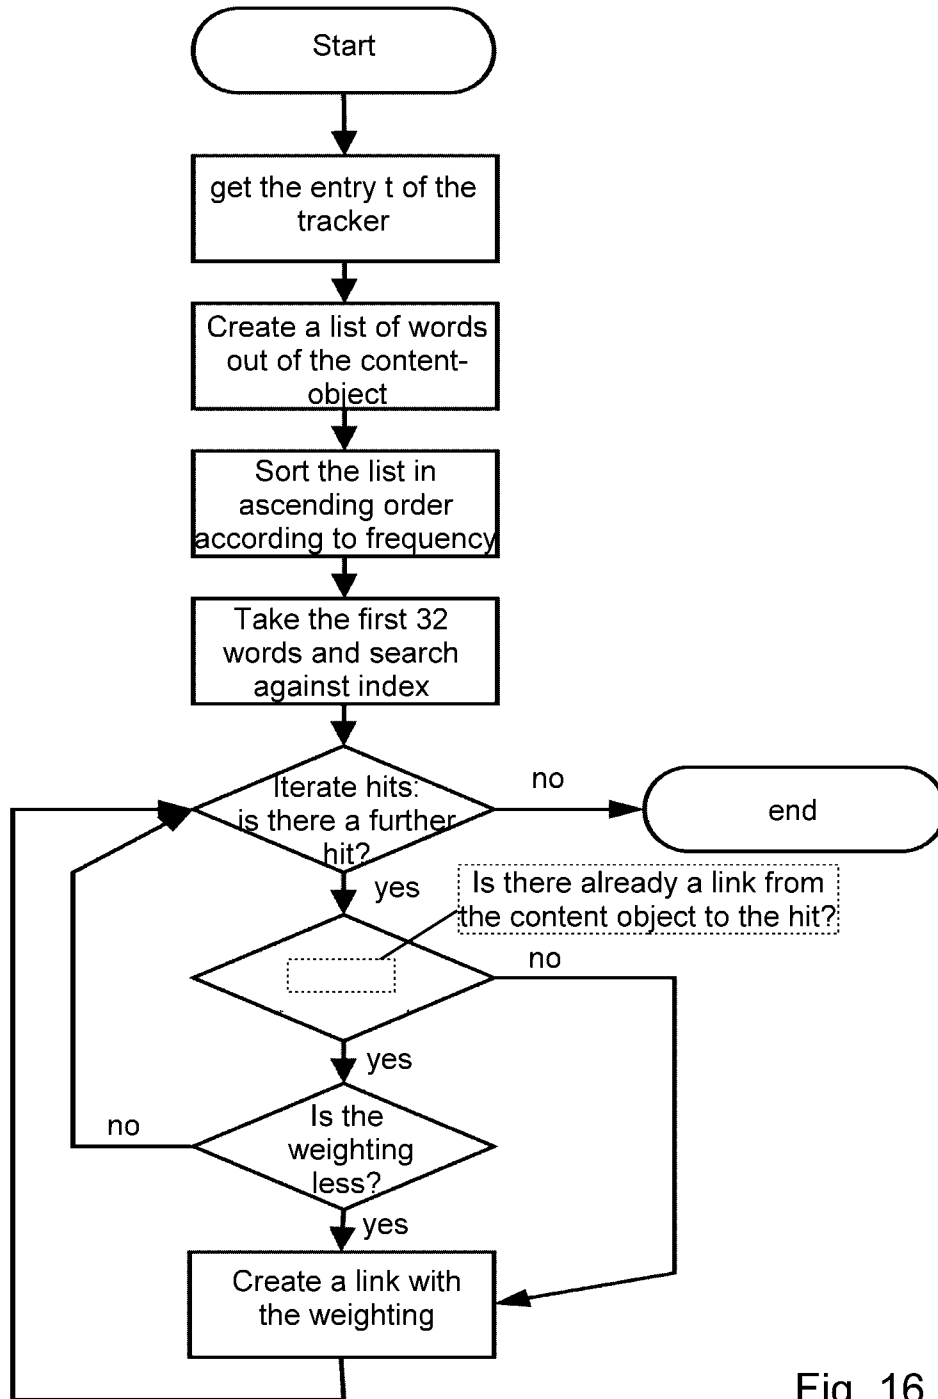 Start
get the entry t of the
tracker
Create a list of words
out of the content-
object
Sort the list in
ascending order
according to frequency
Take the first 32
words and search
against index
Iterate hits:
is there a further
hit?
no
end
yes
Is there already a link from
the content object to the hit?
no
yes
Is the
weighting
less?
no
yes
Create a link with
the weighting
Fig. 16